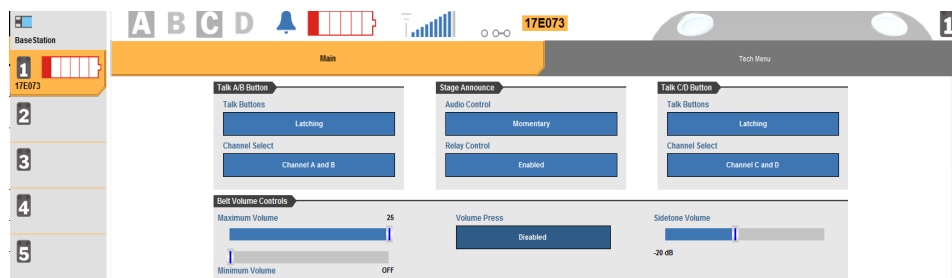 BaseStation
A B C D 17E073
1
Main Tech Menu
1
17E073
2
3
4
5
Talk A/B Button
Talk Buttons
Latching
Channel Select
Channel A and B
Stage Announce
Audio Control
Momentary
Relay Control
Enabled
Talk C/D Button
Talk Buttons
Latching
Channel Select
Channel C and D
Belt Volume Controls
Maximum Volume 25
Minimum Volume OFF
Volume Press
Disabled
Sidetone Volume
-20 dB